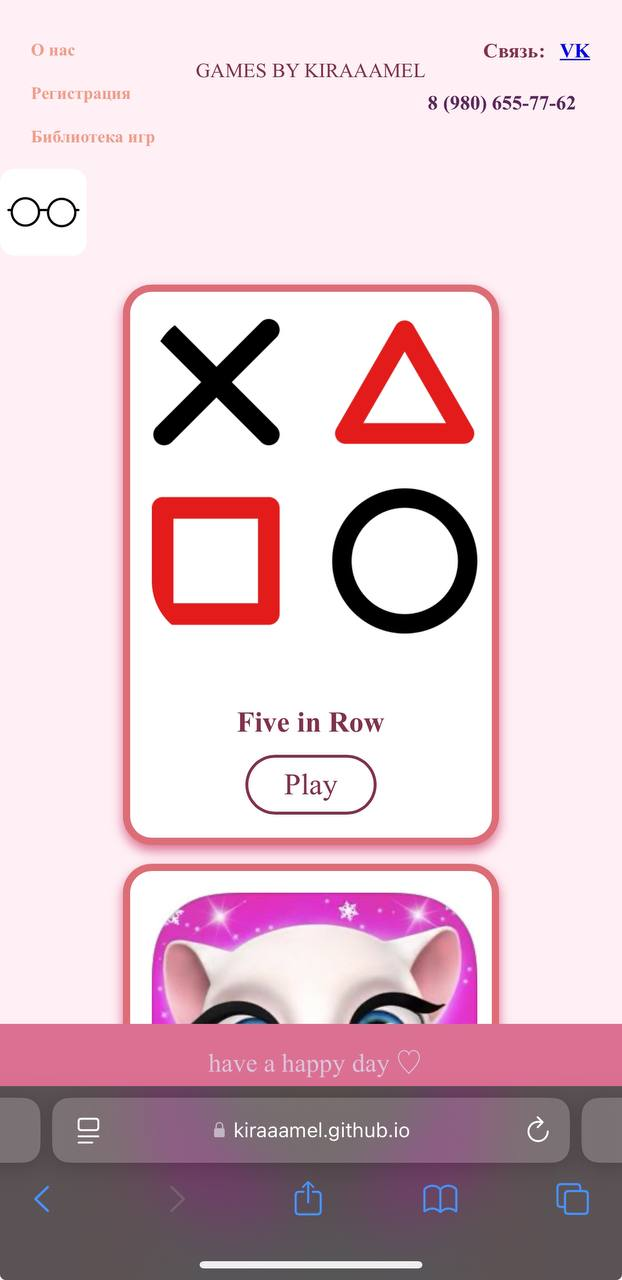 О нас
Регистрация
Библиотека игр
GAMES BY KIRAAAMEL
Связь: VK
8 (980) 655-77-62
Five in Row
Play
have a happy day ♡
kiraaamel.github.io